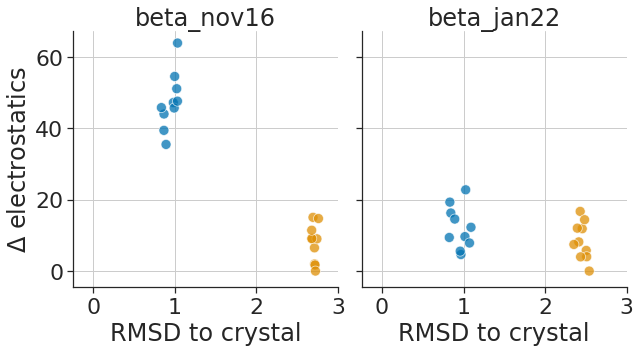 beta_nov16
beta_jan22
Δ electrostatics
60
40
20
0
0 1 2 3
0 1 2 3
RMSD to crystal
RMSD to crystal